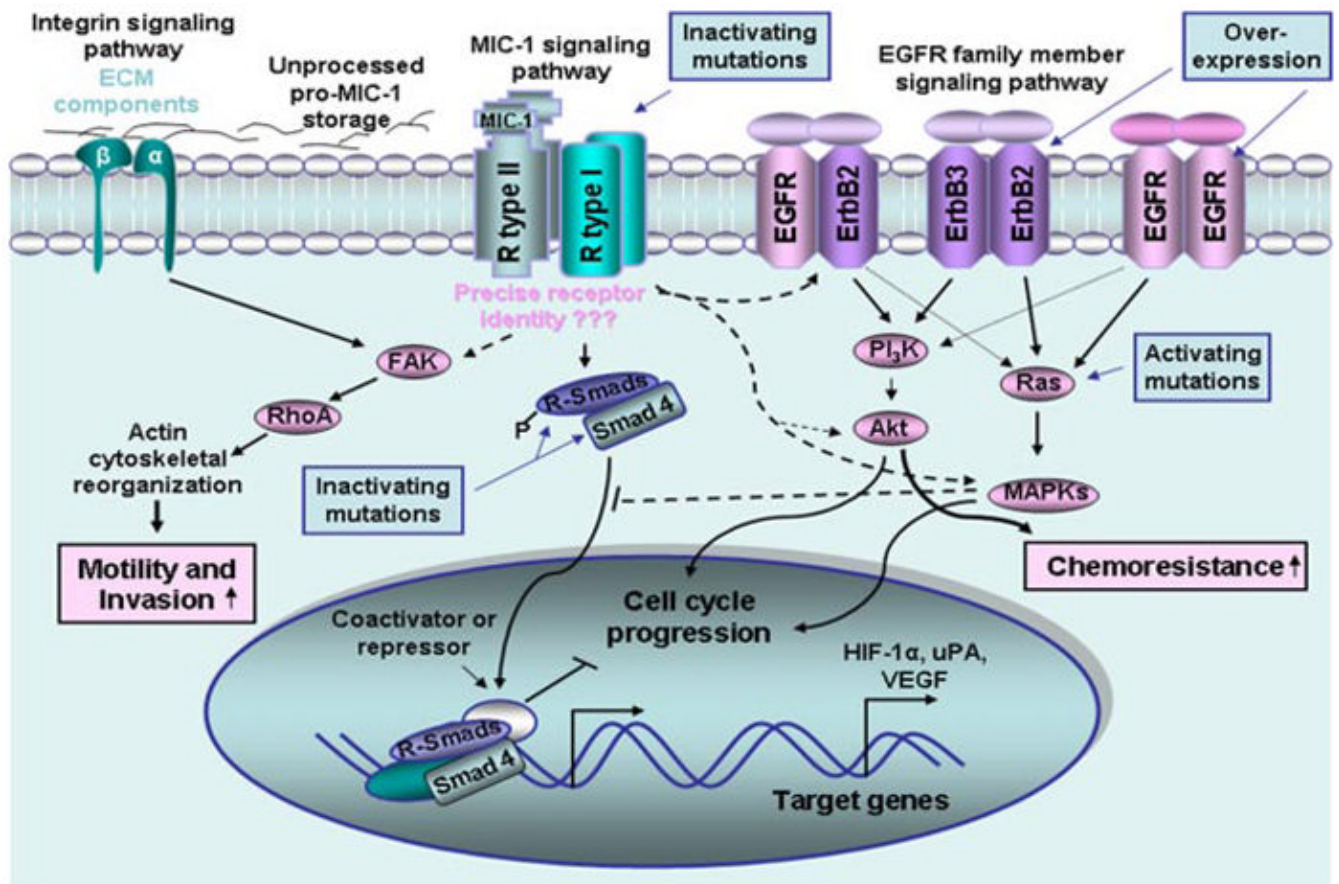 Integrin signaling
pathway
ECM
components
Unprocessed
pro-MIC-1
storage
MIC-1 signaling
pathway
Inactivating
mutations
EGFR family member
signaling pathway
Over-
expression
β
α
MIC-1
R type II
R type I
EGFR
ErbB2
ErbB3
ErbB2
EGFR
EGFR
Precise receptor
identity ???
FAK
RhoA
Actin
cytoskeletal
reorganization
Motility and
Invasion ↑
R-Smads
P
Smad 4
Inactivating
mutations
PI₃K
Akt
Ras
Activating
mutations
MAPKs
Chemoresistance ↑
Cell cycle
progression
Coactivator or
repressor
HIF-1α, uPA,
VEGF
R-Smads
Smad 4
Target genes